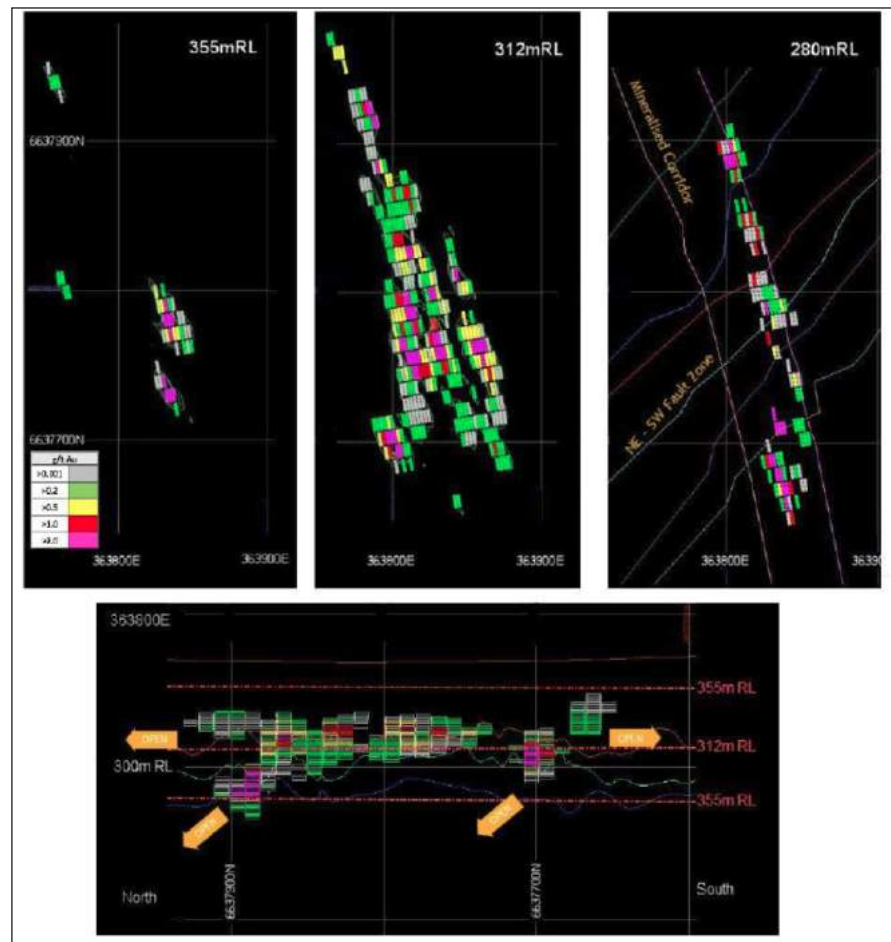 355mRL
6637900N
6637700N
g/t Au
>0.001
>0.2
>0.5
>1.0
363800E
363900E
312mRL
363800E
363900E
280mRL
Mineralised Corridor
NE - SW Fault Zone
363800E
36390
363800E
355m RL
OPEN
OPEN
312m RL
300m RL
355m RL
OPEN
OPEN
North
6637900N
6637700N
South